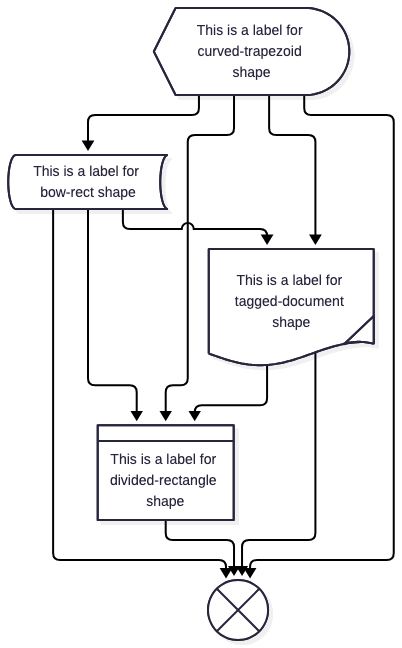 This is a label for
curved-trapezoid
shape
This is a label for
bow-rect shape
This is a label for
tagged-document
shape
This is a label for
divided-rectangle
shape